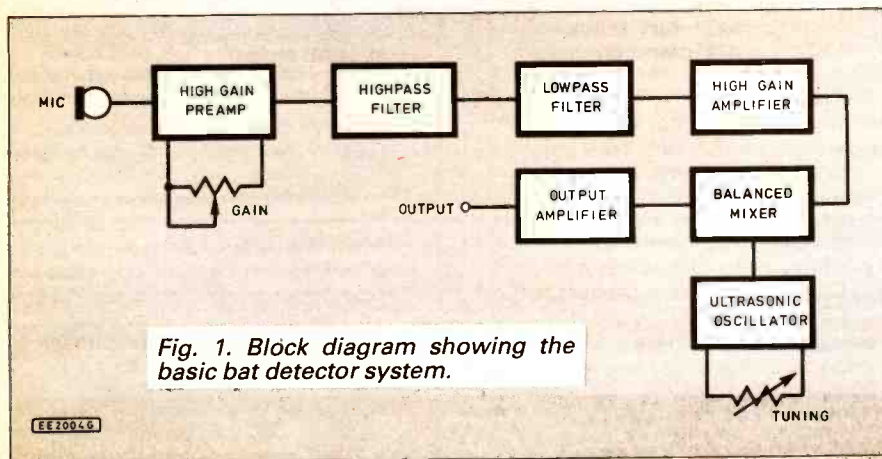 MIC
HIGH GAIN
PREAMP
GAIN
HIGHPASS
FILTER
LOWPASS
FILTER
HIGH GAIN
AMPLIFIER
OUTPUT
OUTPUT
AMPLIFIER
BALANCED
MIXER
ULTRASONIC
OSCILLATOR
TUNING
Fig. 1. Block diagram showing the
basic bat detector system.
EE2004G